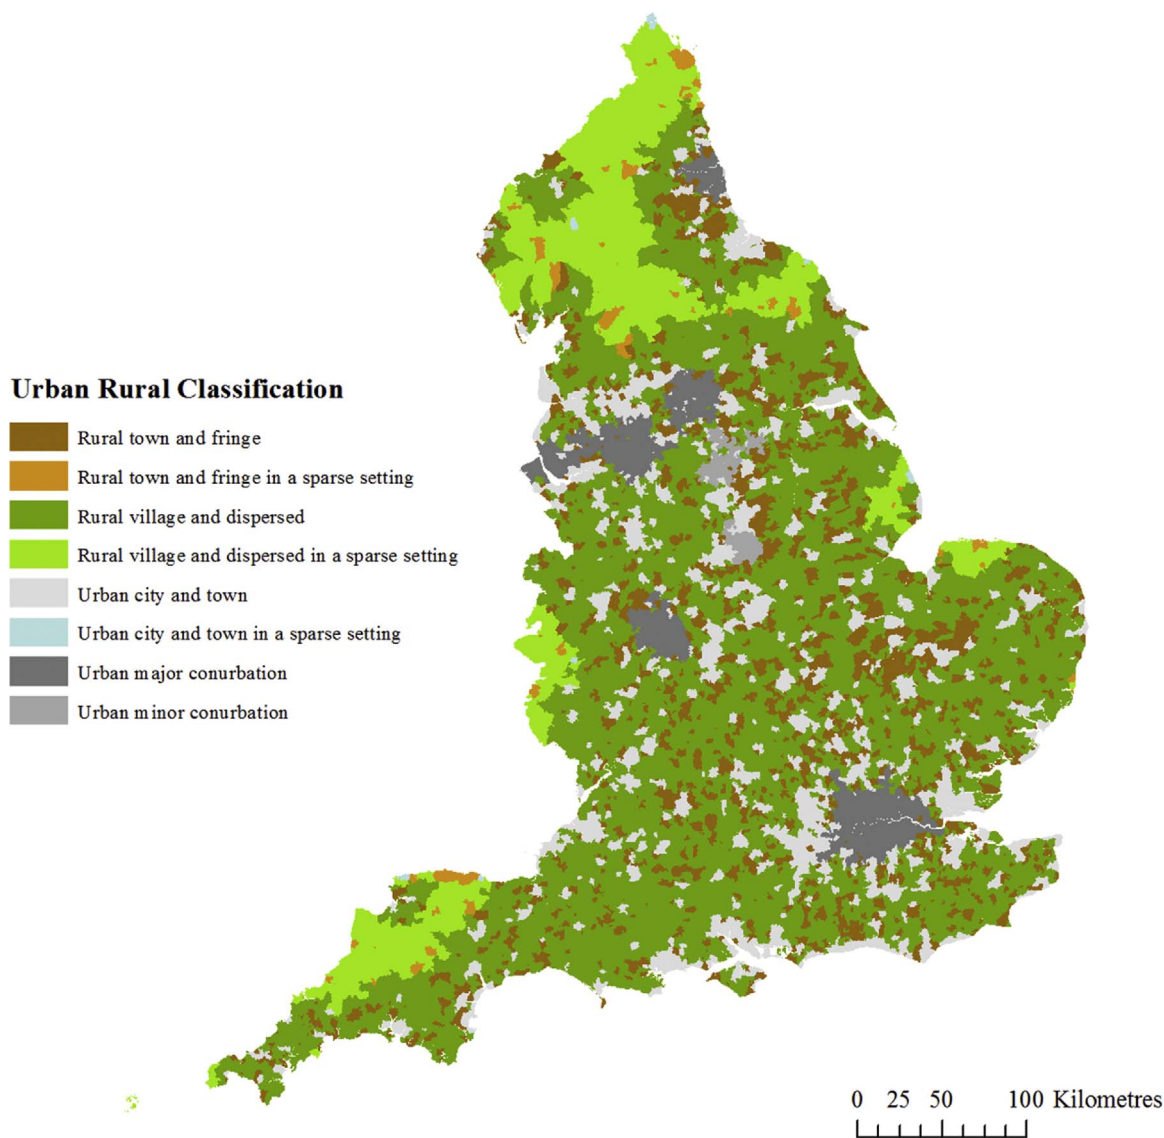 Urban Rural Classification
Rural town and fringe
Rural town and fringe in a sparse setting
Rural village and dispersed
Rural village and dispersed in a sparse setting
Urban city and town
Urban city and town in a sparse setting
Urban major conurbation
Urban minor conurbation
0 25 50 100 Kilometres